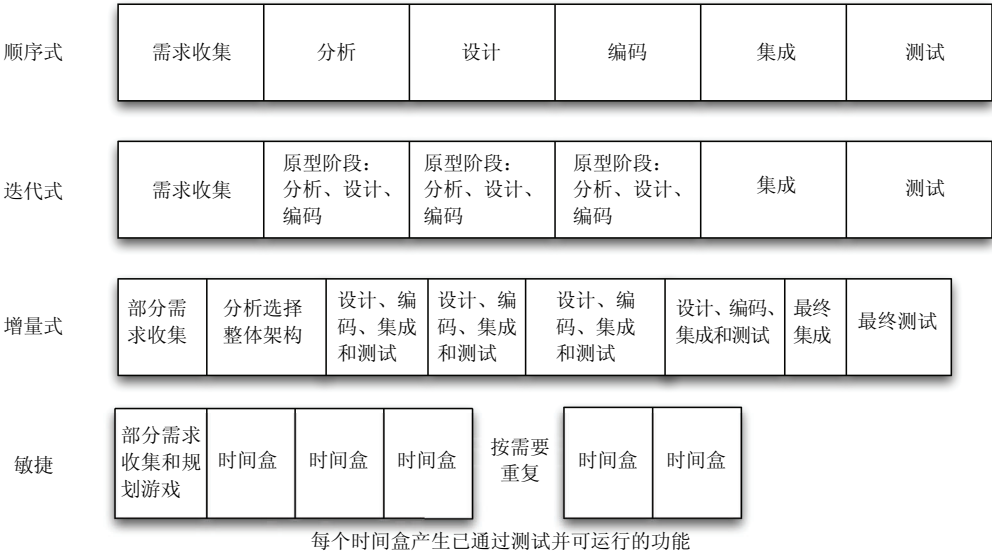 顺序式
需求收集
分析
设计
编码
集成
测试
迭代式
需求收集
原型阶段：
分析、设计、
编码
原型阶段：
分析、设计、
编码
原型阶段：
分析、设计、
编码
集成
测试
增量式
部分需
求收集
分析选择
整体架构
设计、编
码、集成
和测试
设计、编
码、集成
和测试
设计、编
码、集成
和测试
设计、编码、
集成和测试
最终
集成
最终测试
敏捷
部分需求
收集和规
划游戏
时间盒
时间盒
时间盒
按需要
重复
时间盒
时间盒
每个时间盒产生已通过测试并可运行的功能